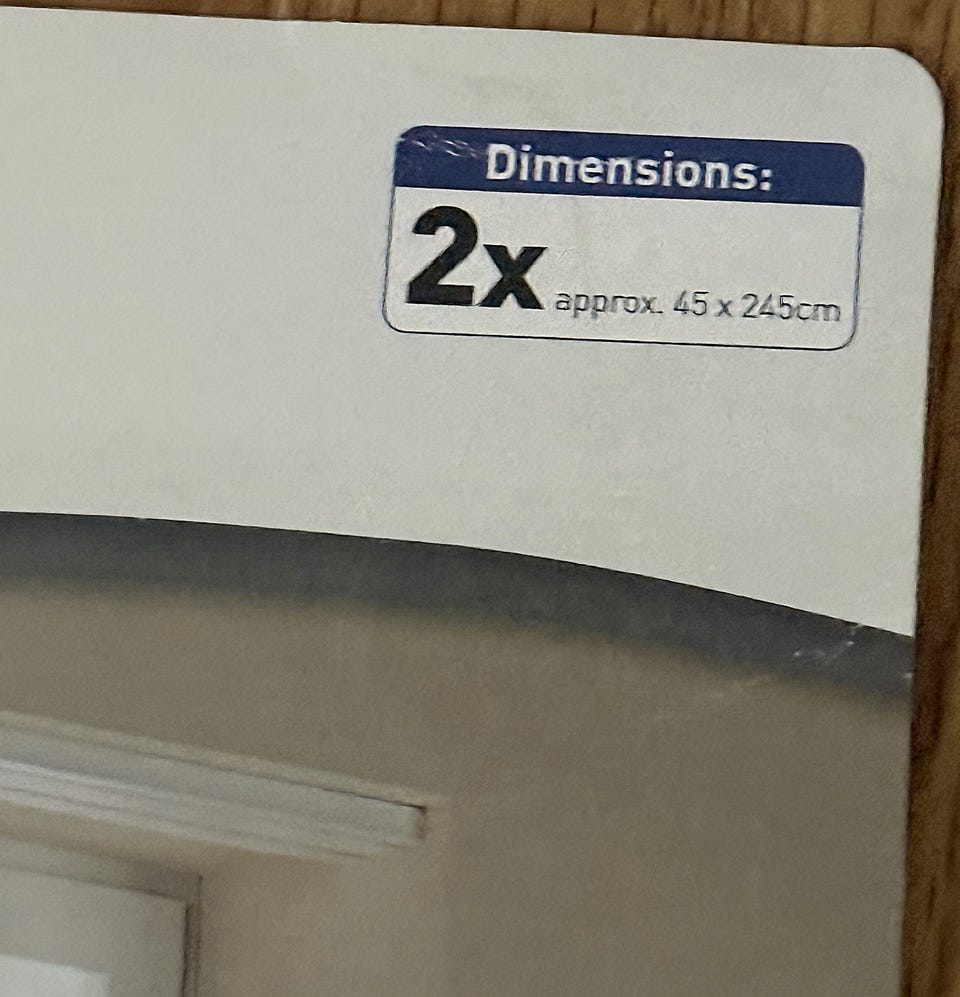 Dimensions:
2x approx. 45 x 245cm